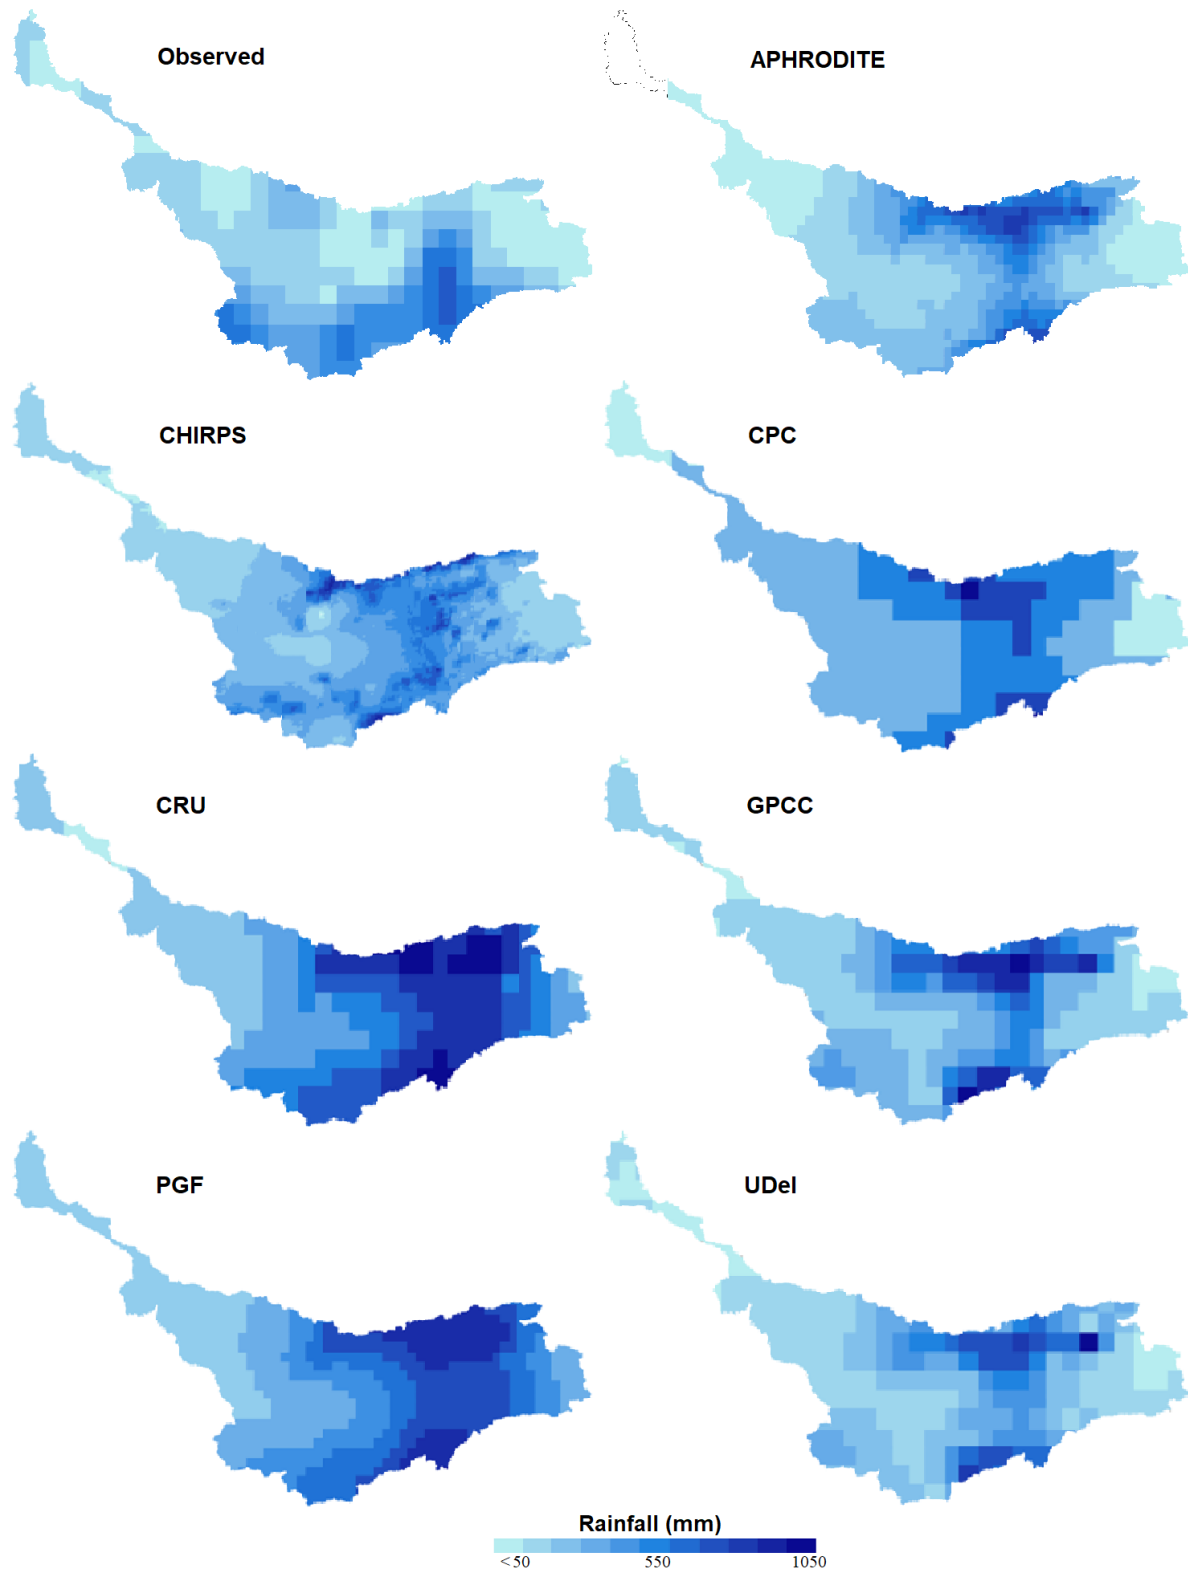 Observed
APHRODITE
CHIRPS
CPC
CRU
GPCC
PGF
UDel
Rainfall (mm)
<50 550 1050